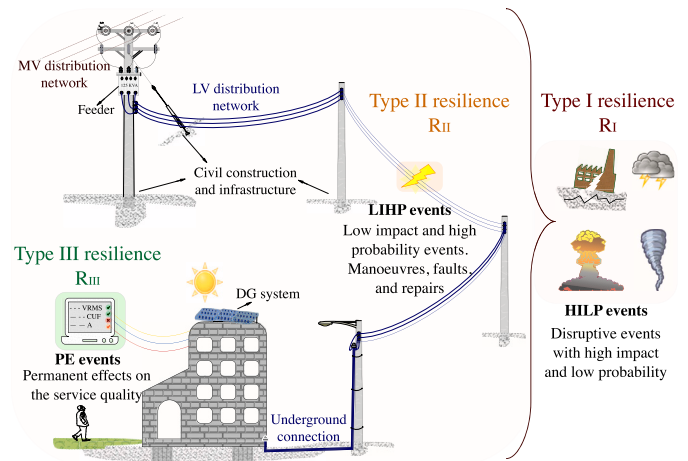 MV distribution
network
Feeder
125 KVA
LV distribution
network
Civil construction
and infrastructure
Type II resilience
RII
LIHP events
Low impact and high
probability events.
Manoeuvres, faults,
and repairs
Type I resilience
RI
HILP events
Disruptive events
with high impact
and low probability
Type III resilience
RIII
VRMS
CUF
A
PE events
Permanent effects on
the service quality
DG system
Underground
connection